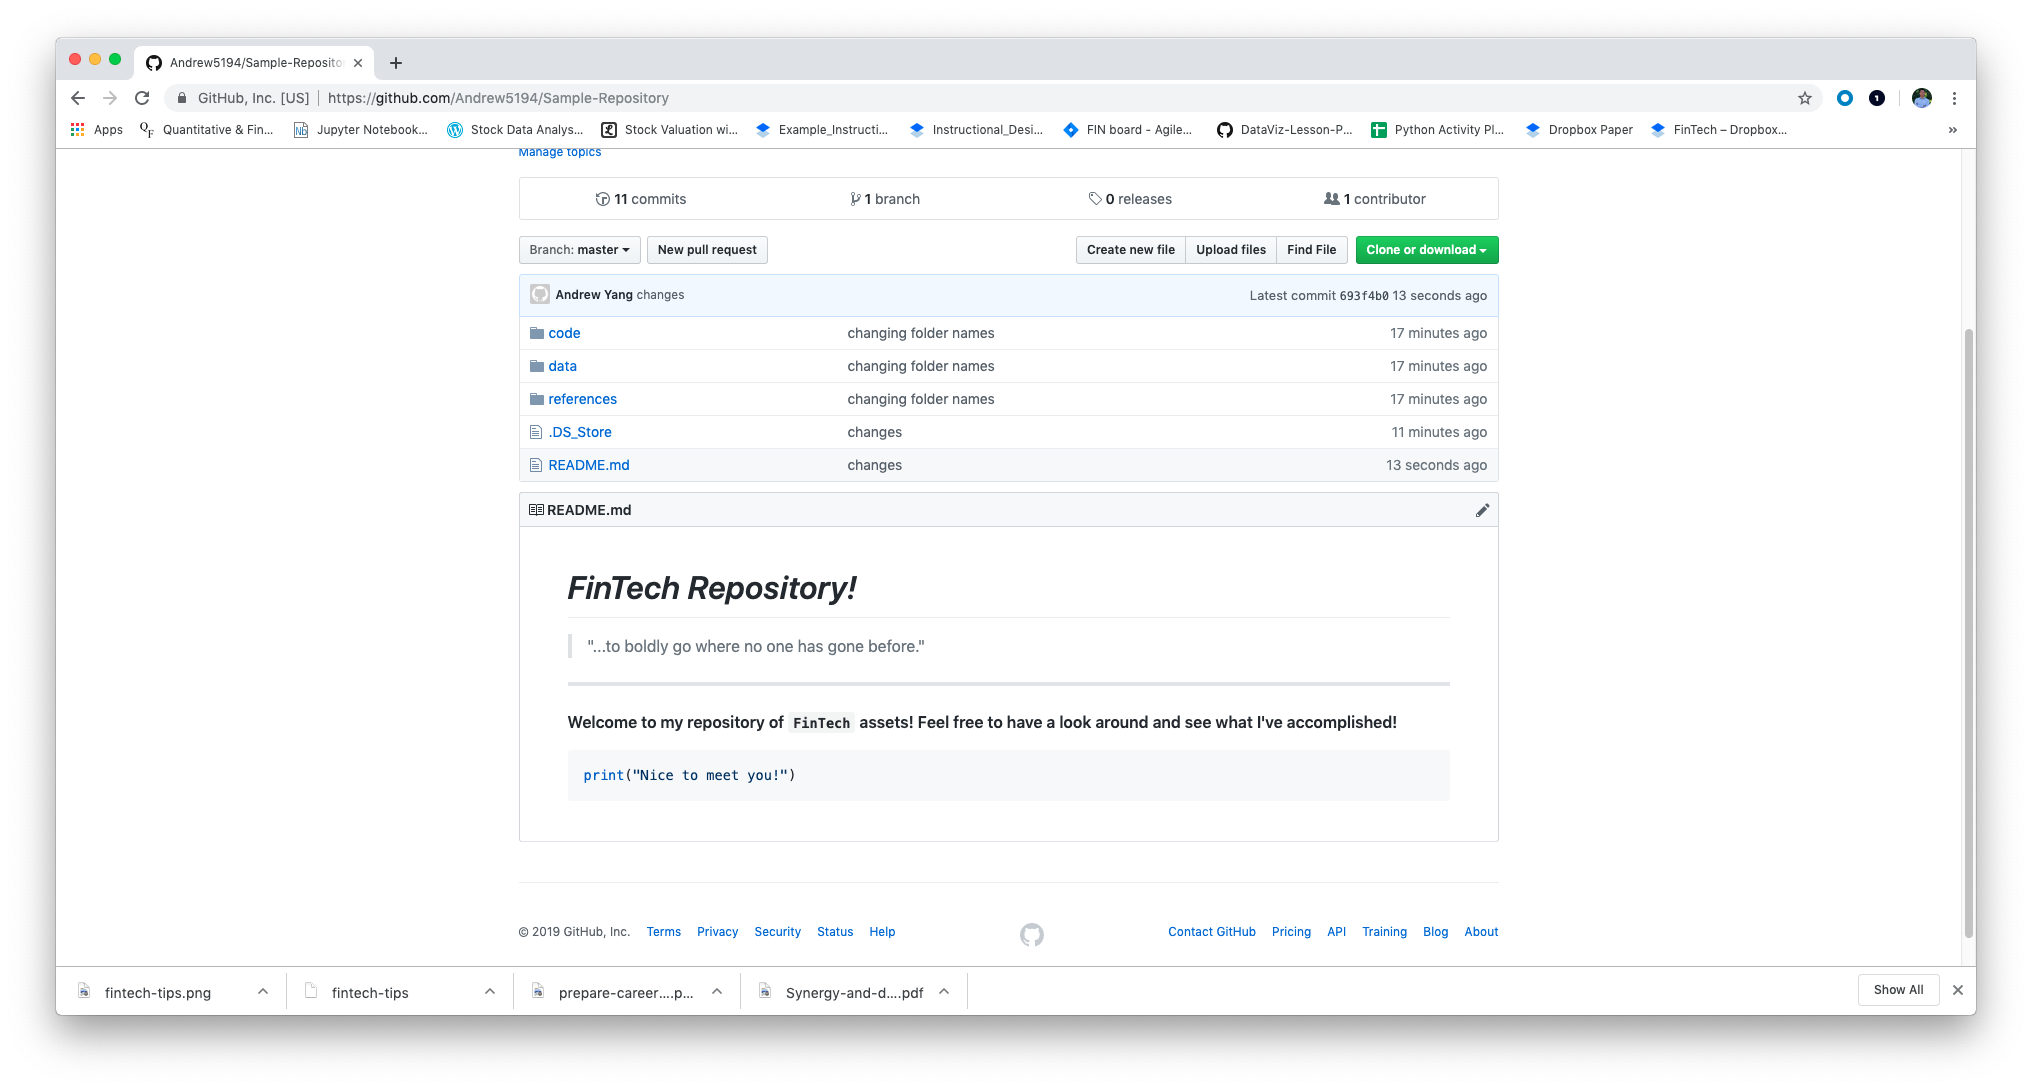 Andrew5194/Sample-Reposito
GitHub, Inc. [US] https://github.com/Andrew5194/Sample-Repository
Apps Quantitative & Fin... Jupyter Notebook... Stock Data Analys... Stock Valuation wi... Example_Instructi... Instructional_Desi... FIN board - Agile... DataViz-Lesson-P... Python Activity Pl... Dropbox Paper FinTech – Dropbox... »
Manage topics
11 commits 1 branch 0 releases 1 contributor
Branch: master New pull request Create new file Upload files Find File Clone or download
Andrew Yang changes Latest commit 693f4b0 13 seconds ago
code changing folder names 17 minutes ago
data changing folder names 17 minutes ago
references changing folder names 17 minutes ago
.DS_Store changes 11 minutes ago
README.md changes 13 seconds ago
README.md
FinTech Repository!
"...to boldly go where no one has gone before."
Welcome to my repository of FinTech assets! Feel free to have a look around and see what I've accomplished!
print("Nice to meet you!")
© 2019 GitHub, Inc. Terms Privacy Security Status Help Contact GitHub Pricing API Training Blog About
fintech-tips.png fintech-tips prepare-career....p... Synergy-and-d....pdf Show All